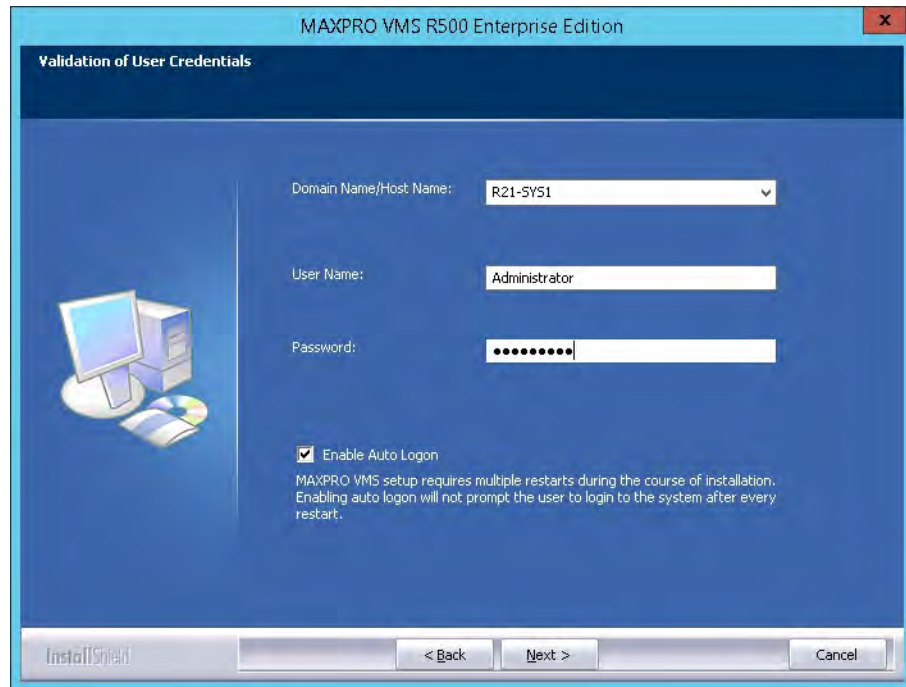 MAXPRO VMS R500 Enterprise Edition
x
Validation of User Credentials
Domain Name/Host Name:
R21-SYS1
User Name:
Administrator
Password:
●●●●●●●●●
Enable Auto Logon
MAXPRO VMS setup requires multiple restarts during the course of installation.
Enabling auto logon will not prompt the user to login to the system after every
restart.
InstallShield
< Back
Next >
Cancel